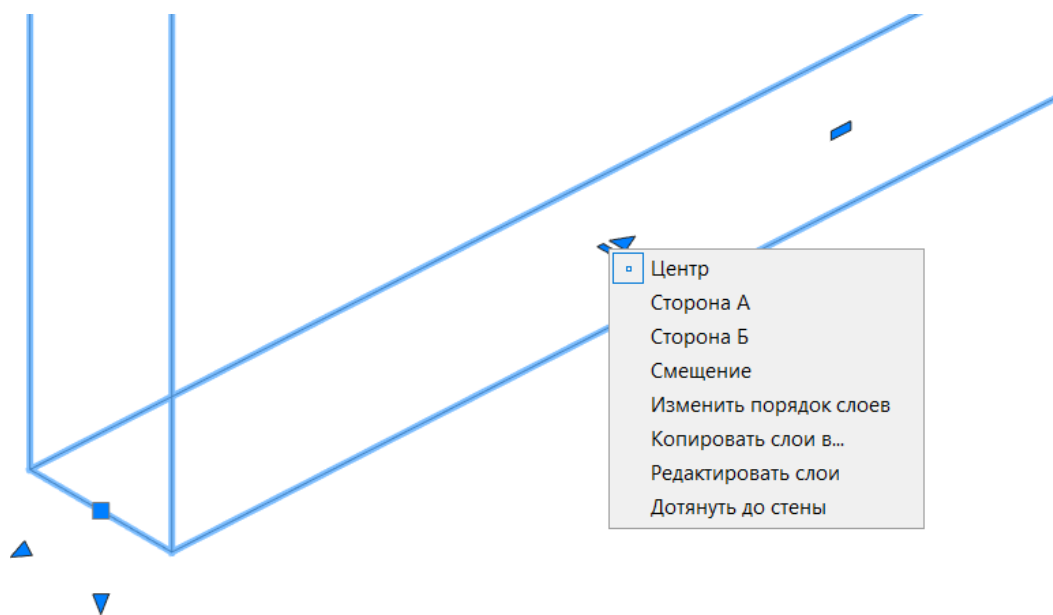 Центр
Сторона А
Сторона Б
Смещение
Изменить порядок слоев
Копировать слои в...
Редактировать слои
Дотянуть до стены